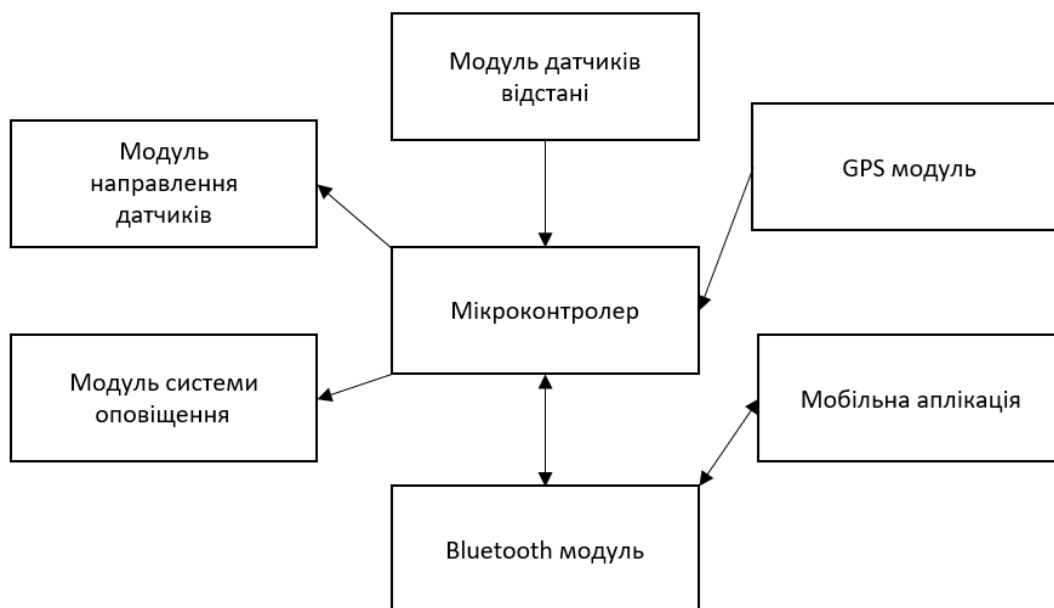 Модуль датчиків
відстані
Модуль
направлення
датчиків
GPS модуль
Мікроконтролер
Модуль системи
оповіщення
Мобільна аплікація
Bluetooth модуль